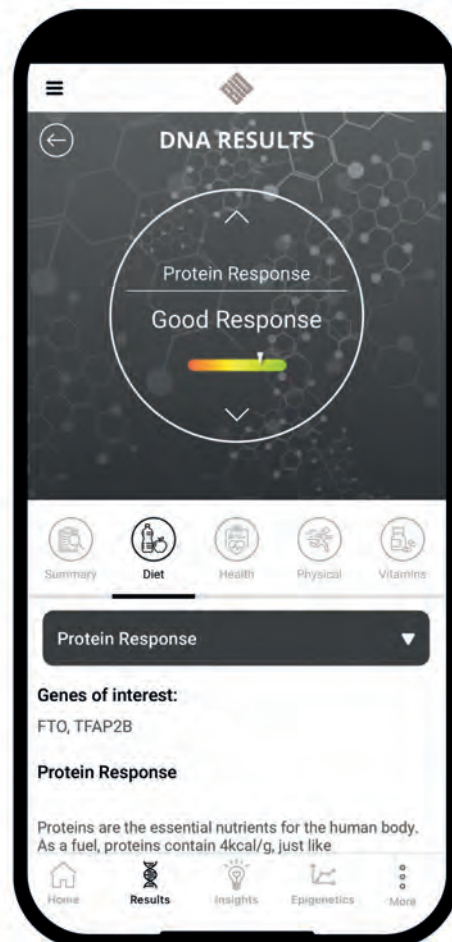 DNA RESULTS
Protein Response
Good Response
Summary
Diet
Health
Physical
Vitamins
Protein Response
Genes of interest:
FTO, TFAP2B
Protein Response
Proteins are the essential nutrients for the human body.
As a fuel, proteins contain 4kcal/g, just like
Home
Results
Insights
Epigenetics
More